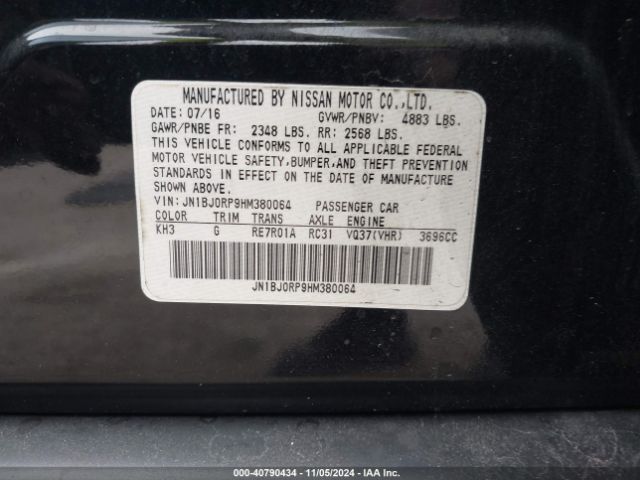 MANUFACTURED BY NISSAN MOTOR CO.,LTD.
DATE: 07/16 GVWR/PNBV: 4883 LBS.
GAWR/PNBE FR: 2348 LBS. RR: 2568 LBS.
THIS VEHICLE CONFORMS TO ALL APPLICABLE FEDERAL
MOTOR VEHICLE SAFETY,BUMPER,AND THEFT PREVENTION
STANDARDS IN EFFECT ON THE DATE OF MANUFACTURE
SHOWN ABOVE.
VIN: JN1BJ0RP9HM380064 PASSENGER CAR
COLOR TRIM TRANS AXLE ENGINE
KH3 G RE7R01A RC31 VQ37(VHR) 3696CC
JN1BJ0RP9HM380064
000-40790434 - 11/05/2024 - IAA Inc.